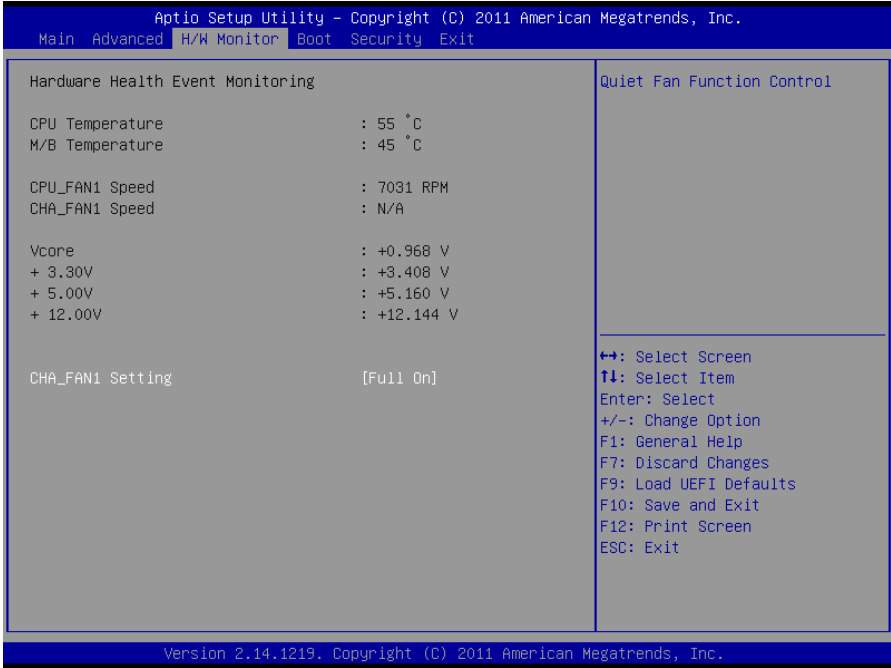 Aptio Setup Utility – Copyright (C) 2011 American Megatrends, Inc.
Main Advanced H/W Monitor Boot Security Exit
Hardware Health Event Monitoring
CPU Temperature : 55 °C
M/B Temperature : 45 °C
CPU_FAN1 Speed : 7031 RPM
CHA_FAN1 Speed : N/A
Vcore : +0.968 V
+ 3.30V : +3.408 V
+ 5.00V : +5.160 V
+ 12.00V : +12.144 V
CHA_FAN1 Setting [Full On]
Quiet Fan Function Control
↔: Select Screen
↑↓: Select Item
Enter: Select
+/-: Change Option
F1: General Help
F7: Discard Changes
F9: Load UEFI Defaults
F10: Save and Exit
F12: Print Screen
ESC: Exit
Version 2.14.1219. Copyright (C) 2011 American Megatrends, Inc.